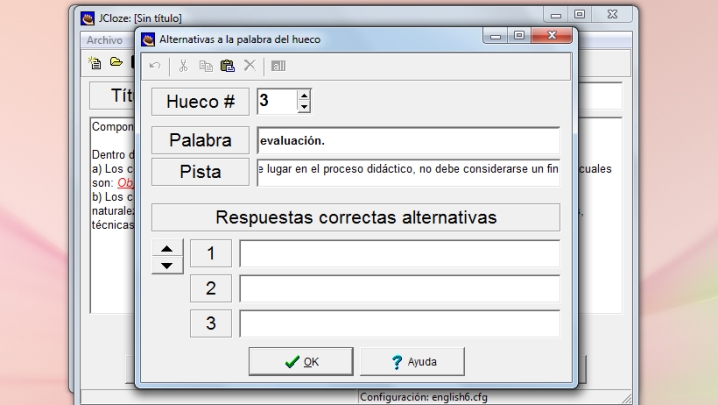 JCloze: [Sin título]
Archivo
Alternativas a la palabra del hueco
Hueco #
3
Palabra
evaluación.
Pista
e lugar en el proceso didáctico, no debe considerarse un fin
Respuestas correctas alternativas
1
2
3
OK
Ayuda
Tít
Compon
Dentro d
a) Los c
cuales
son: Ob
b) Los c
naturale
técnicas
Configuración: english6.cfg